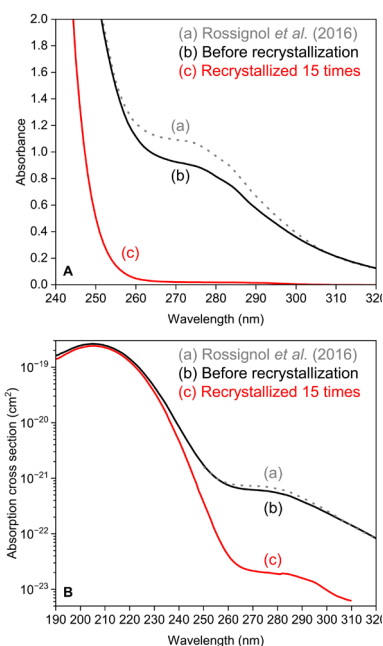 (a) Rossignol et al. (2016)
(b) Before recrystallization
(c) Recrystallized 15 times
2.0
1.8
1.6
1.4
1.2
1.0
0.8
0.6
0.4
0.2
0.0
Absorbance
(a)
(b)
(c)
A
240 250 260 270 280 290 300 310 320
Wavelength (nm)
(a) Rossignol et al. (2016)
(b) Before recrystallization
(c) Recrystallized 15 times
10⁻¹⁹
10⁻²⁰
10⁻²¹
10⁻²²
10⁻²³
Absorption cross section (cm²)
(a)
(b)
(c)
B
190 200 210 220 230 240 250 260 270 280 290 300 310 320
Wavelength (nm)